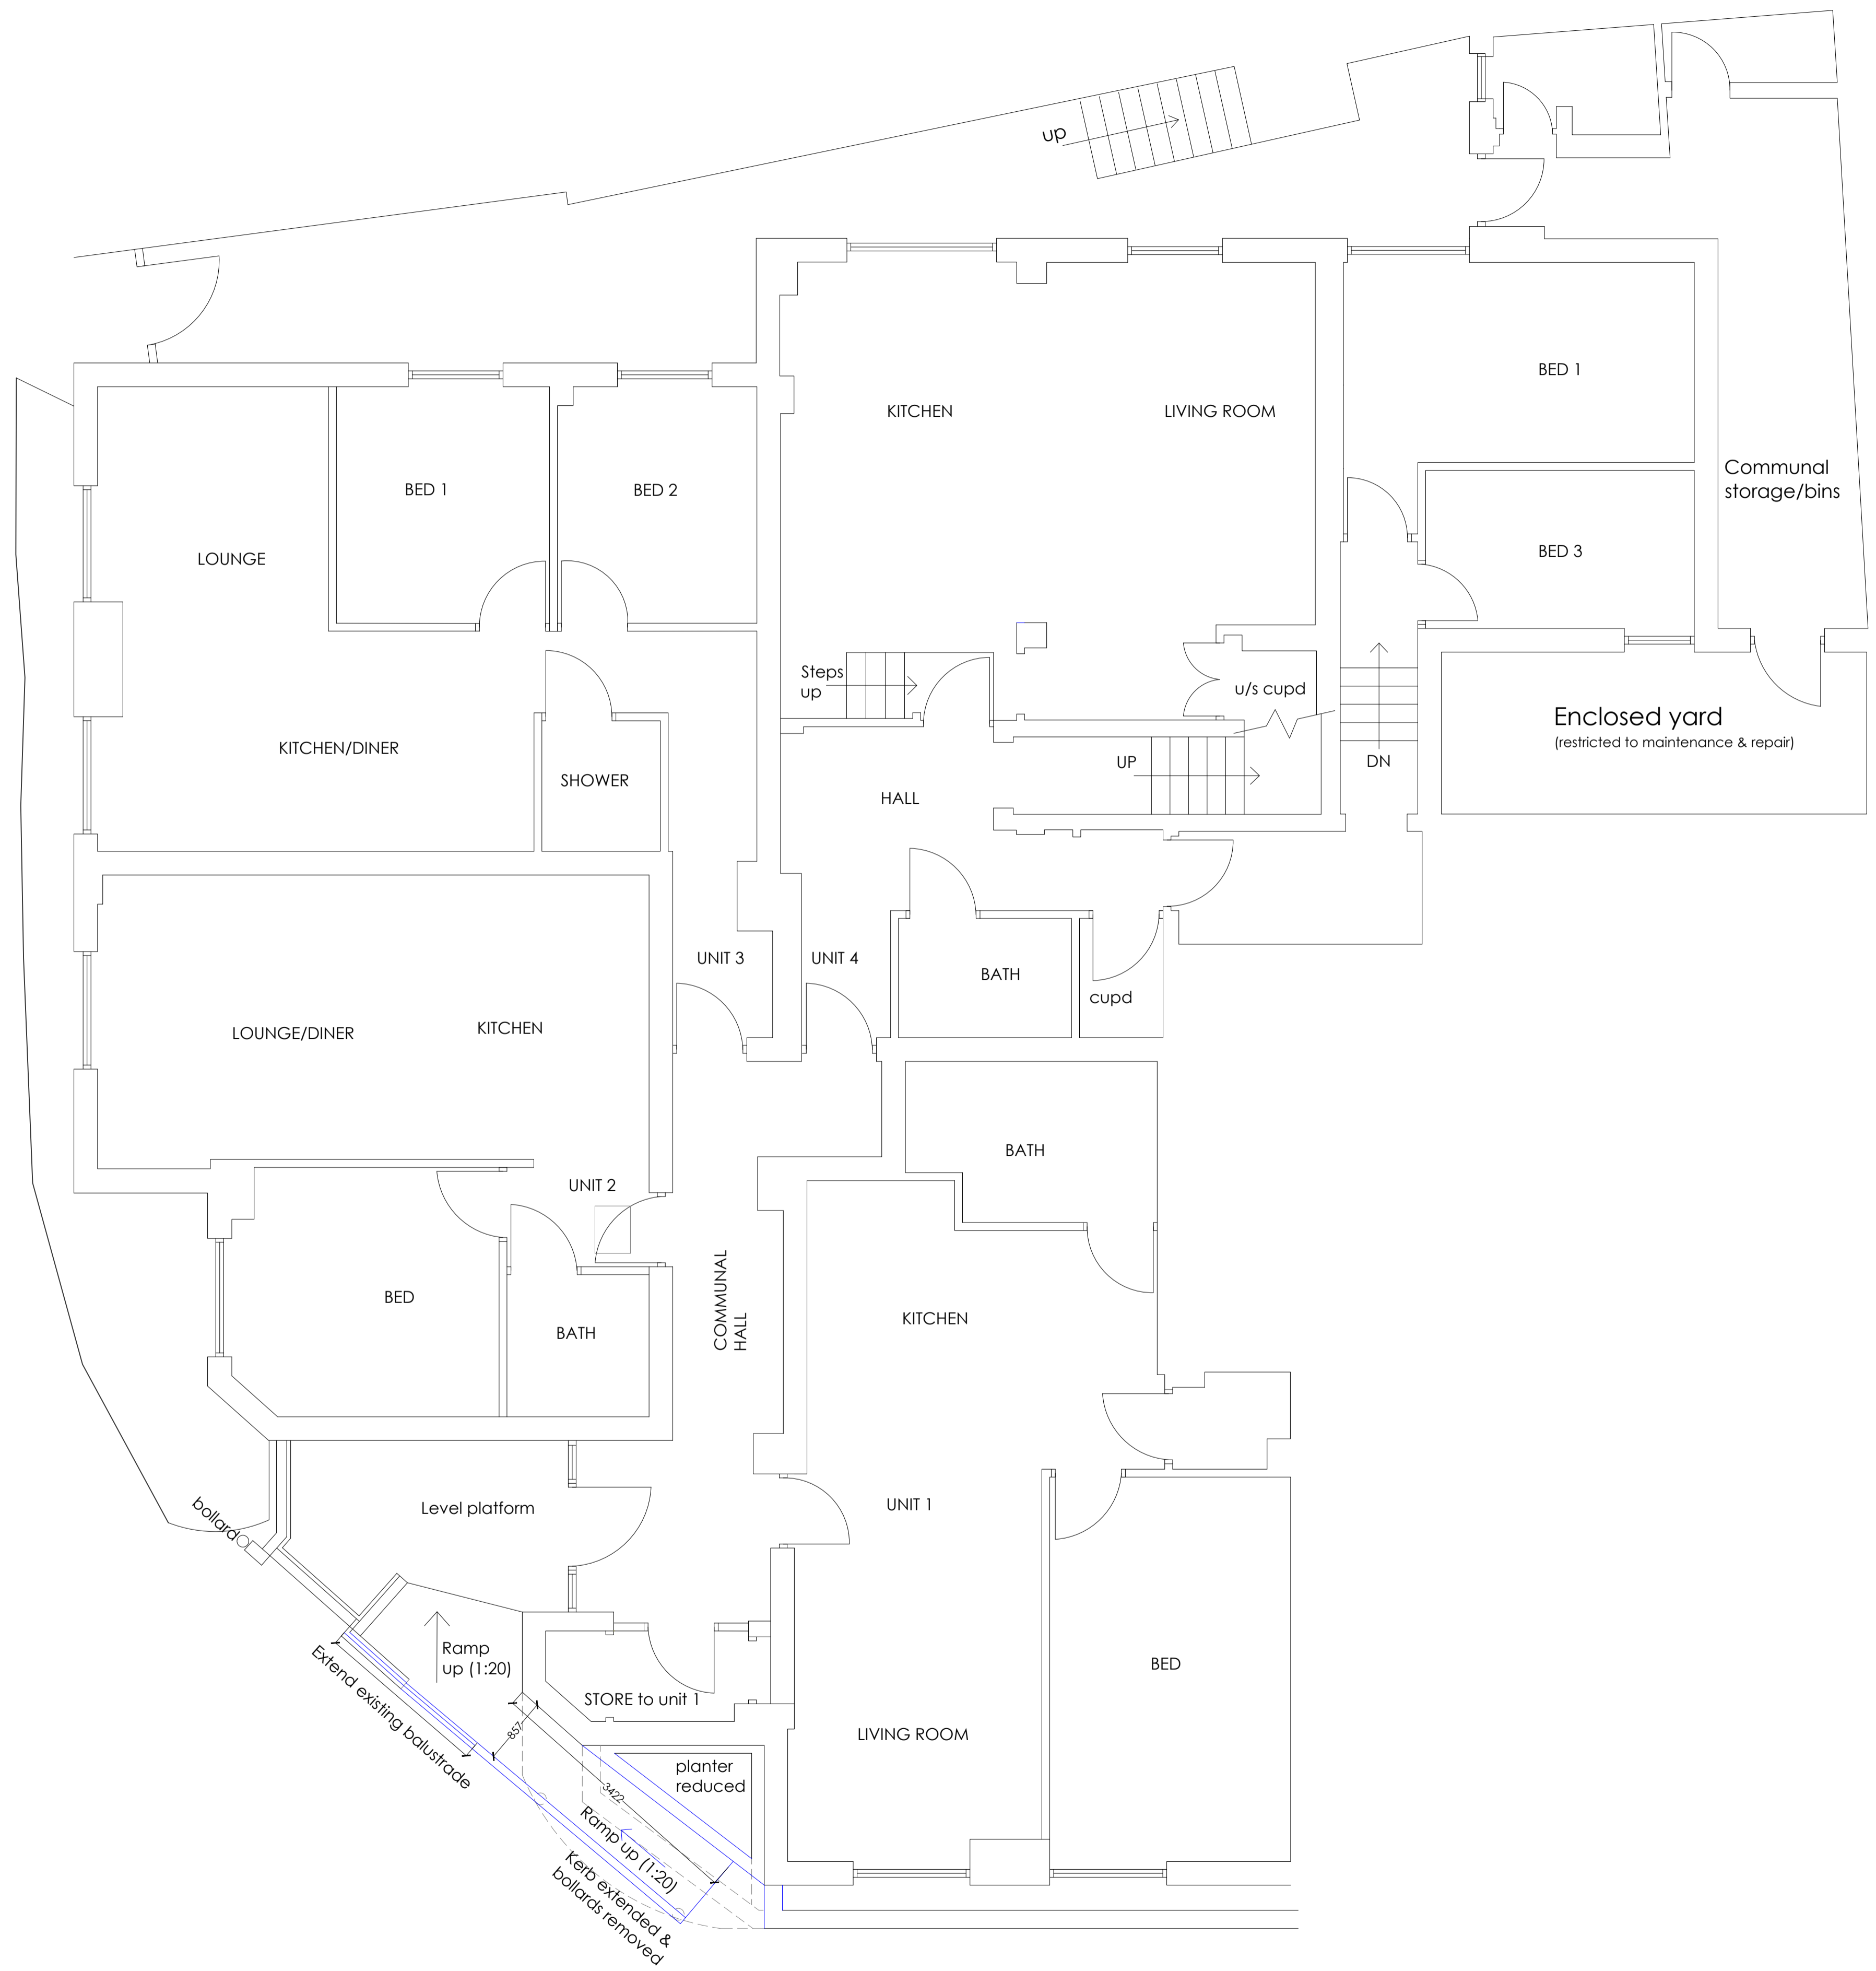 up
BED 1
KITCHEN
LIVING ROOM
Communal
storage/bins
BED 1
BED 2
BED 3
LOUNGE
Steps
up
u/s cupd
Enclosed yard
(restricted to maintenance & repair)
KITCHEN/DINER
SHOWER
UP
DN
HALL
UNIT 3
UNIT 4
BATH
cupd
LOUNGE/DINER
KITCHEN
BATH
UNIT 2
COMMUNAL
HALL
BED
BATH
KITCHEN
Level platform
UNIT 1
bollard
Ramp
up (1:20)
BED
STORE to unit 1
Extend existing balustrade
857
LIVING ROOM
planter
reduced
3422
Ramp up (1:20)
Kerb extended &
bollards removed